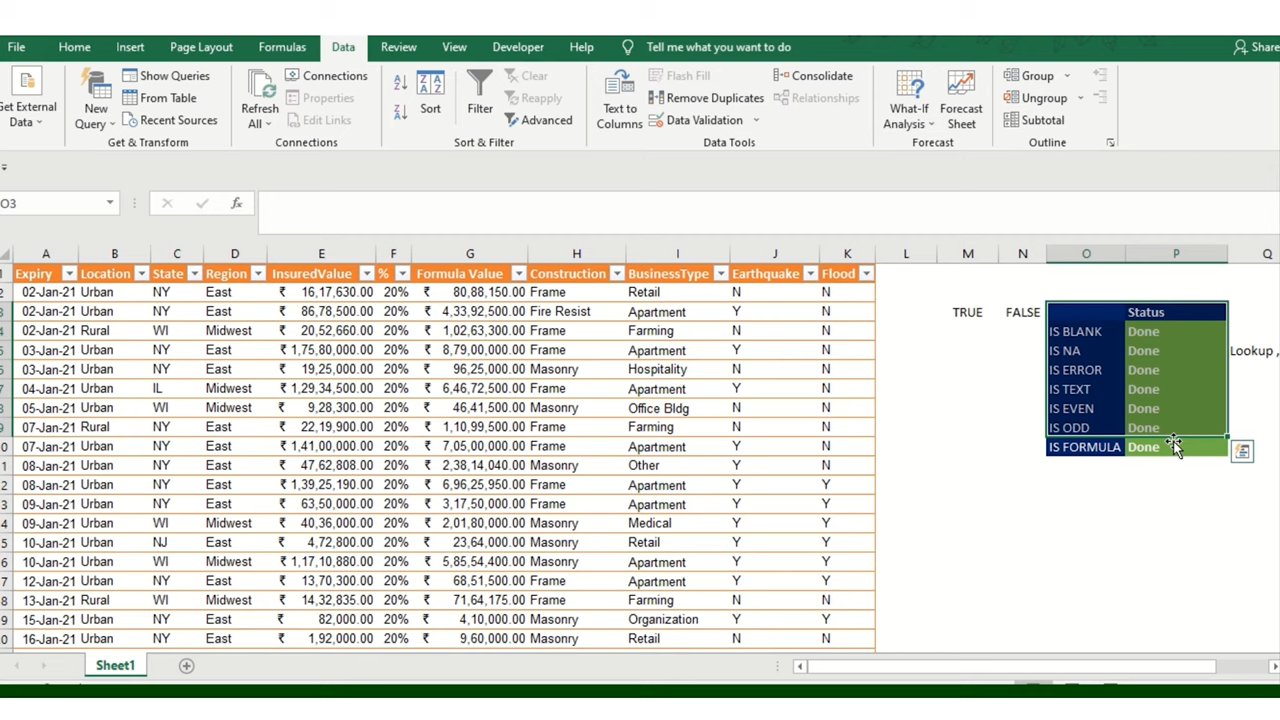 File Home Insert Page Layout Formulas Data Review View Developer Help Tell me what you want to do Share
Get External Data
New Query
Show Queries
From Table
Recent Sources
Get & Transform
Refresh All
Connections
Properties
Edit Links
Connections
Sort
Filter
Clear
Reapply
Advanced
Sort & Filter
Text to Columns
Flash Fill
Remove Duplicates
Data Validation
Consolidate
Relationships
Data Tools
What-If Analysis
Forecast Sheet
Forecast
Group
Ungroup
Subtotal
Outline
O3 fx
A B C D E F G H I J K L M N O P Q
Expiry Location State Region InsuredValue % Formula Value Construction BusinessType Earthquake Flood
02-Jan-21 Urban NY East ₹ 16,17,630.00 20% ₹ 80,88,150.00 Frame Retail N N
02-Jan-21 Urban NY East ₹ 86,78,500.00 20% ₹ 4,33,92,500.00 Fire Resist Apartment Y N TRUE FALSE Status
02-Jan-21 Rural WI Midwest ₹ 20,52,660.00 20% ₹ 1,02,63,300.00 Frame Farming N N IS BLANK Done
03-Jan-21 Urban NY East ₹ 1,75,80,000.00 20% ₹ 8,79,00,000.00 Frame Apartment Y N IS NA Done Lookup ,
03-Jan-21 Urban NY East ₹ 19,25,000.00 20% ₹ 96,25,000.00 Masonry Hospitality N N IS ERROR Done
04-Jan-21 Urban IL Midwest ₹ 1,29,34,500.00 20% ₹ 6,46,72,500.00 Frame Apartment Y N IS TEXT Done
05-Jan-21 Urban WI Midwest ₹ 9,28,300.00 20% ₹ 46,41,500.00 Masonry Office Bldg N N IS EVEN Done
07-Jan-21 Rural WI Midwest ₹ 22,19,900.00 20% ₹ 1,10,99,500.00 Frame Farming N N IS ODD Done
07-Jan-21 Urban NY East ₹ 1,41,00,000.00 20% ₹ 7,05,00,000.00 Frame Apartment Y N IS FORMULA Done
08-Jan-21 Urban NY East ₹ 47,62,808.00 20% ₹ 2,38,14,040.00 Masonry Other Y N
08-Jan-21 Urban NY East ₹ 1,39,25,190.00 20% ₹ 6,96,25,950.00 Frame Apartment Y Y
09-Jan-21 Urban NY East ₹ 63,50,000.00 20% ₹ 3,17,50,000.00 Frame Apartment Y Y
09-Jan-21 Urban WI Midwest ₹ 40,36,000.00 20% ₹ 2,01,80,000.00 Masonry Medical Y Y
10-Jan-21 Urban NJ East ₹ 4,72,800.00 20% ₹ 23,64,000.00 Masonry Retail Y Y
10-Jan-21 Urban WI Midwest ₹ 1,17,10,880.00 20% ₹ 5,85,54,400.00 Masonry Apartment Y Y
12-Jan-21 Urban NY East ₹ 13,70,300.00 20% ₹ 68,51,500.00 Frame Apartment Y Y
13-Jan-21 Rural WI Midwest ₹ 14,32,835.00 20% ₹ 71,64,175.00 Frame Farming N N
15-Jan-21 Urban NY East ₹ 82,000.00 20% ₹ 4,10,000.00 Masonry Organization Y Y
16-Jan-21 Urban NY East ₹ 1,92,000.00 20% ₹ 9,60,000.00 Masonry Retail N N
Sheet1